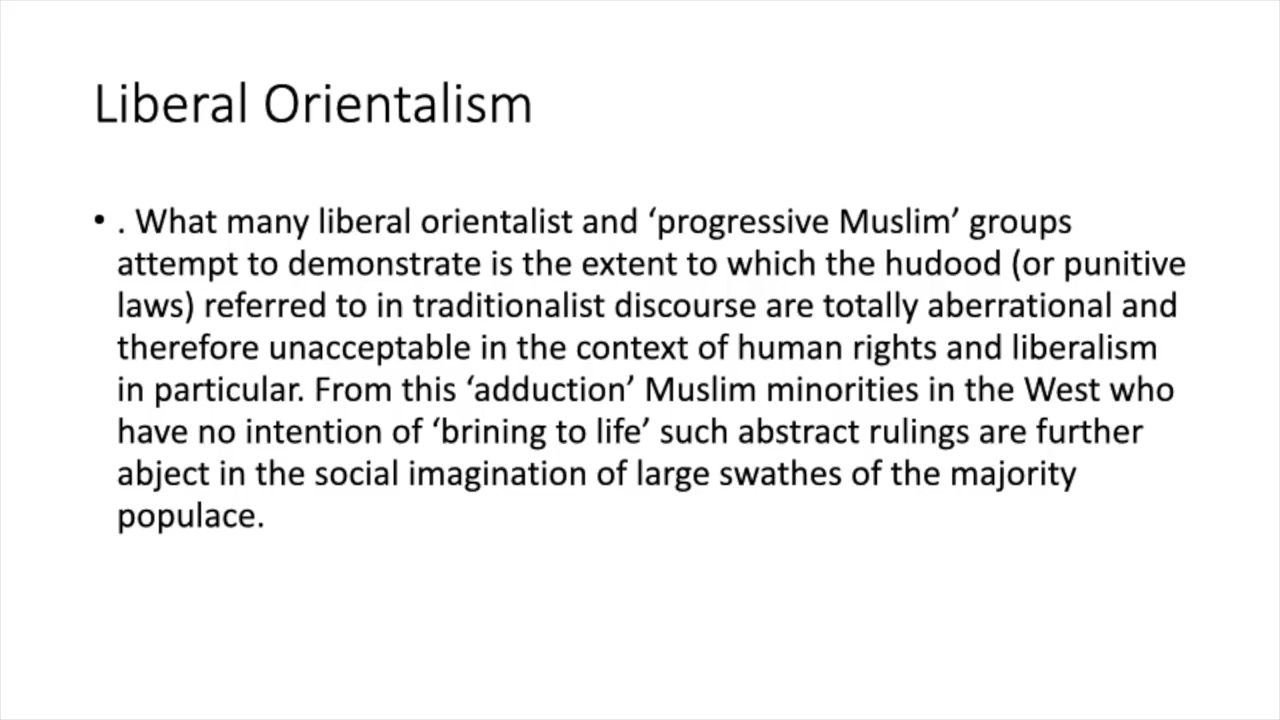 Liberal Orientalism
• . What many liberal orientalist and ‘progressive Muslim’ groups
attempt to demonstrate is the extent to which the hudood (or punitive
laws) referred to in traditionalist discourse are totally aberrational and
therefore unacceptable in the context of human rights and liberalism
in particular. From this ‘adduction’ Muslim minorities in the West who
have no intention of ‘brining to life’ such abstract rulings are further
abject in the social imagination of large swathes of the majority
populace.